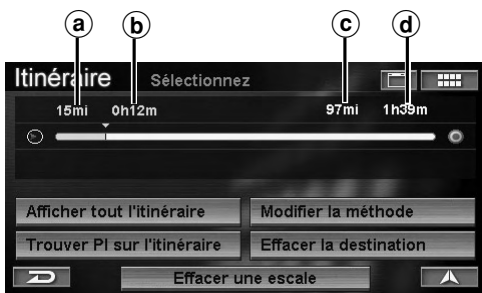 a b c d
Itinéraire Sélectionnez
15mi 0h12m 97mi 1h39m
Afficher tout l'itinéraire Modifier la méthode
Trouver PI sur l'itinéraire Effacer la destination
Effacer une escale